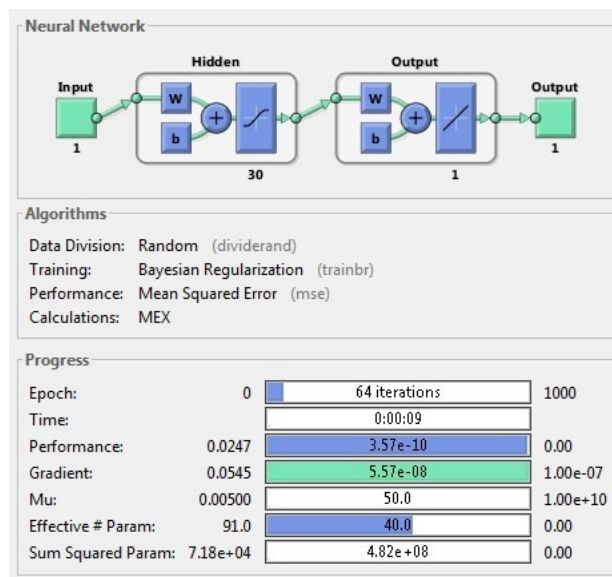 Neural Network
Hidden Output
Input Output
W W
+ +
b b
1 1
30 1
Algorithms
Data Division: Random (dividerand)
Training: Bayesian Regularization (trainbr)
Performance: Mean Squared Error (mse)
Calculations: MEX
Progress
Epoch: 0 64 iterations 1000
Time: 0:00:09
Performance: 0.0247 3.57e-10 0.00
Gradient: 0.0545 5.57e-08 1.00e-07
Mu: 0.00500 50.0 1.00e+10
Effective # Param: 91.0 40.0 0.00
Sum Squared Param: 7.18e+04 4.82e+08 0.00